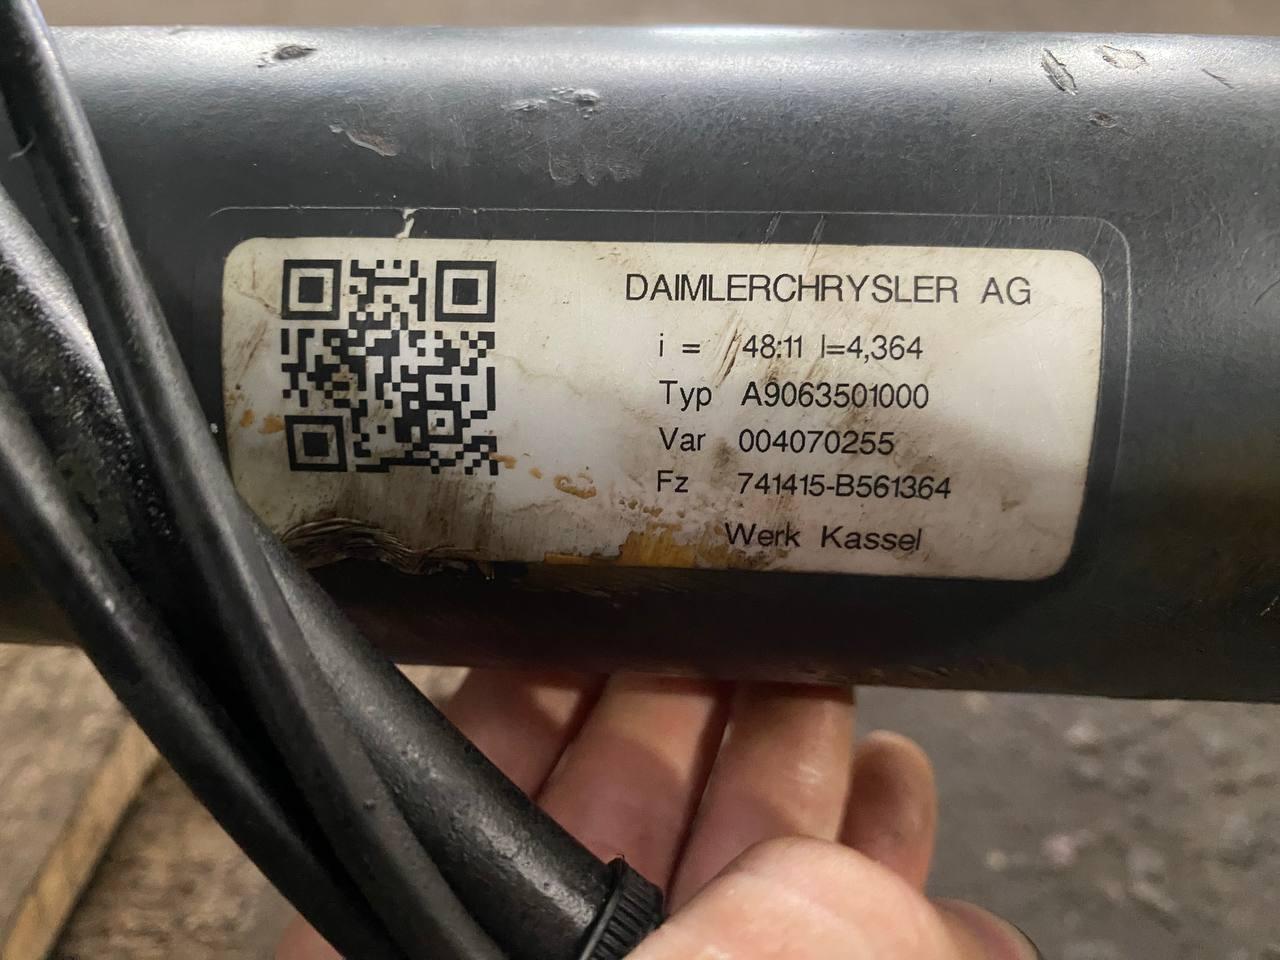 DAIMLERCHRYSLER AG
i = 48:11 I=4,364
Typ A9063501000
Var 004070255
Fz 741415-B561364
Werk Kassel